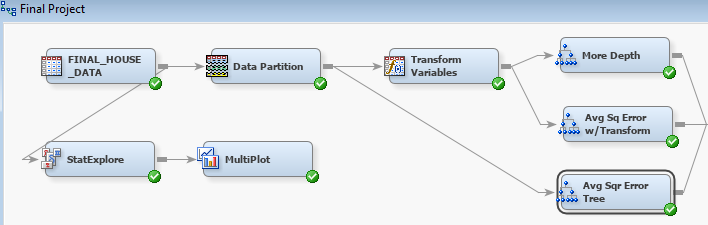 Final Project
FINAL_HOUSE
_DATA
Data Partition
Transform
Variables
More Depth
Avg Sq Error
w/Transform
StatExplore
MultiPlot
Avg Sqr Error
Tree